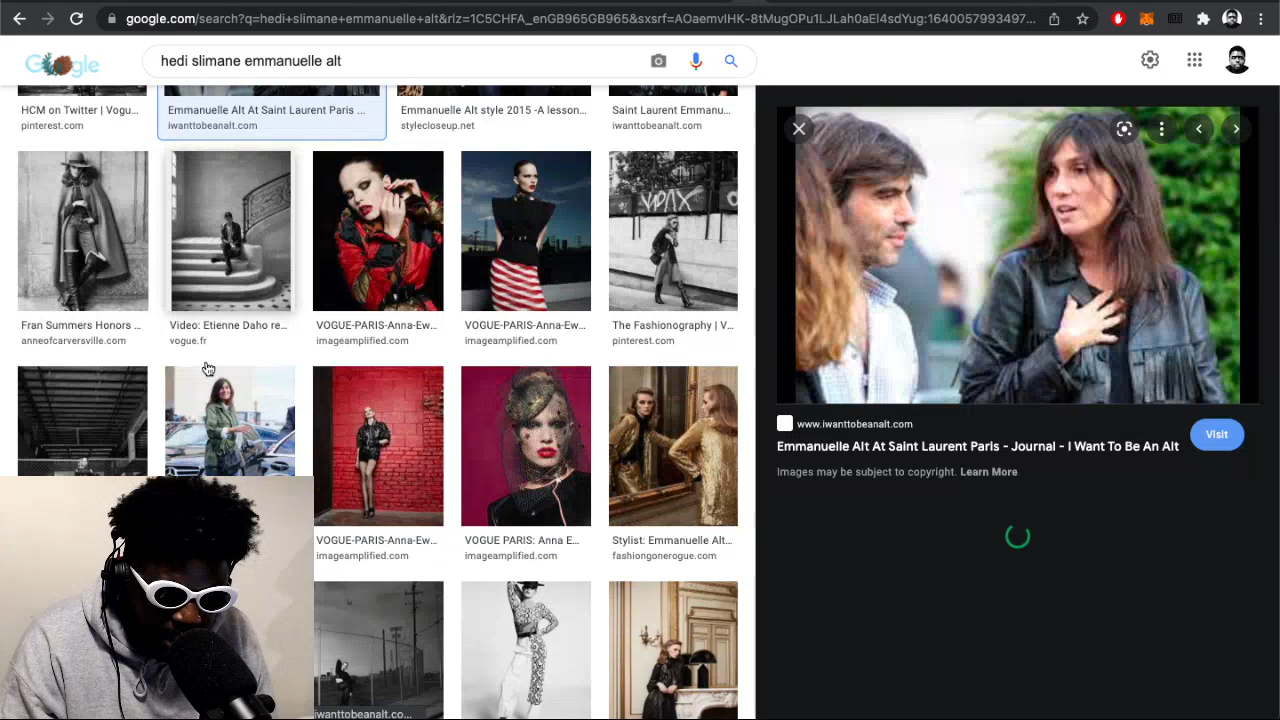 google.com/search?q=hedi+slimane+emmanuelle+alt&rlz=1C5CHFA_enGB965GB965&sxsrf=AOaemvIHK-8tMugOPu1LJLah0aEl4sdYug:1640057993497...
Google
hedi slimane emmanuelle alt
HCM on Twitter | Vogu...
pinterest.com
Emmanuelle Alt At Saint Laurent Paris ...
iwanttobeanalt.com
Emmanuelle Alt style 2015 -A lesson...
stylecloseup.net
Saint Laurent Emmanu...
iwanttobeanalt.com
Fran Summers Honors ...
anneofcarversville.com
Video: Etienne Daho re...
vogue.fr
VOGUE-PARIS-Anna-Ew...
imageamplified.com
VOGUE-PARIS-Anna-Ew...
imageamplified.com
The Fashionography | V...
pinterest.com
VOGUE-PARIS-Anna-Ew...
imageamplified.com
VOGUE PARIS: Anna E...
imageamplified.com
Stylist: Emmanuelle Alt...
fashiongonerogue.com
iwanttobeanalt.co...
www.iwanttobeanalt.com
Emmanuelle Alt At Saint Laurent Paris - Journal - I Want To Be An Alt
Visit
Images may be subject to copyright. Learn More